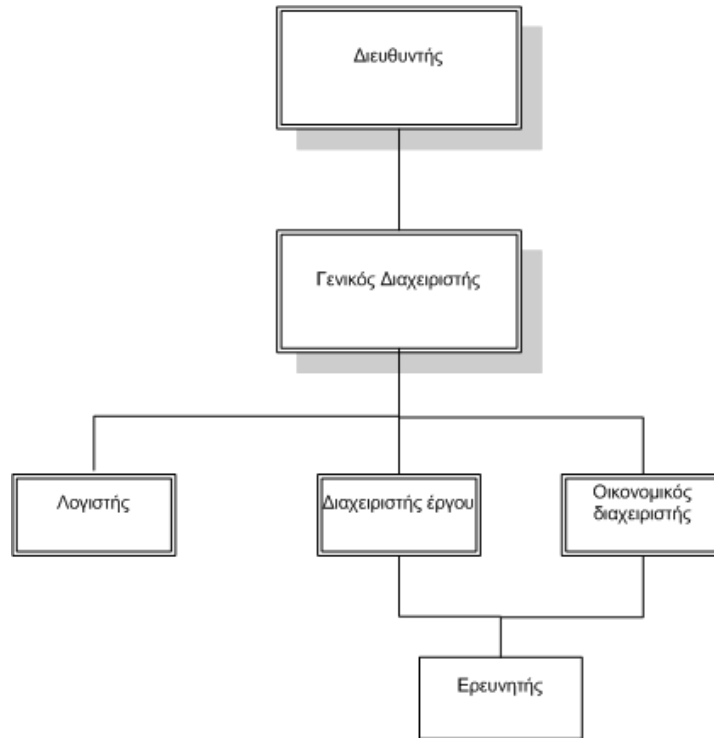 Διευθυντής
Γενικός Διαχειριστής
Λογιστής
Διαχειριστής έργου
Οικονομικός
διαχειριστής
Ερευνητής